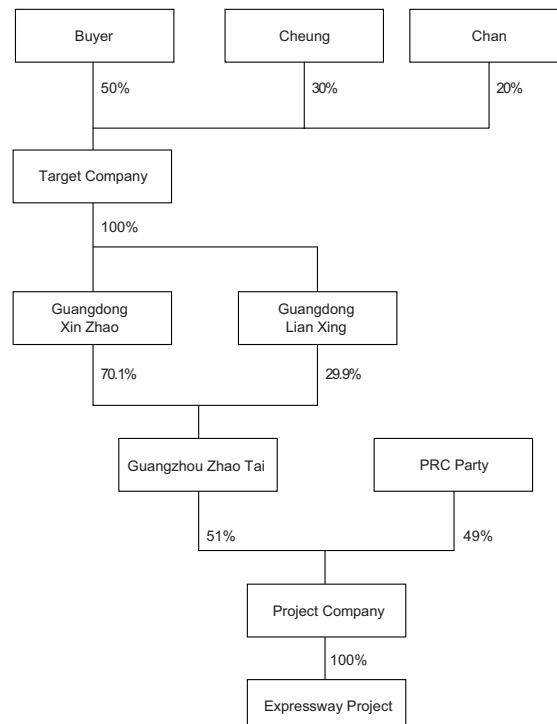 Buyer
Cheung
Chan
50%
30%
20%
Target Company
100%
Guangdong
Xin Zhao
Guangdong
Lian Xing
70.1%
29.9%
Guangzhou Zhao Tai
PRC Party
51%
49%
Project Company
100%
Expressway Project